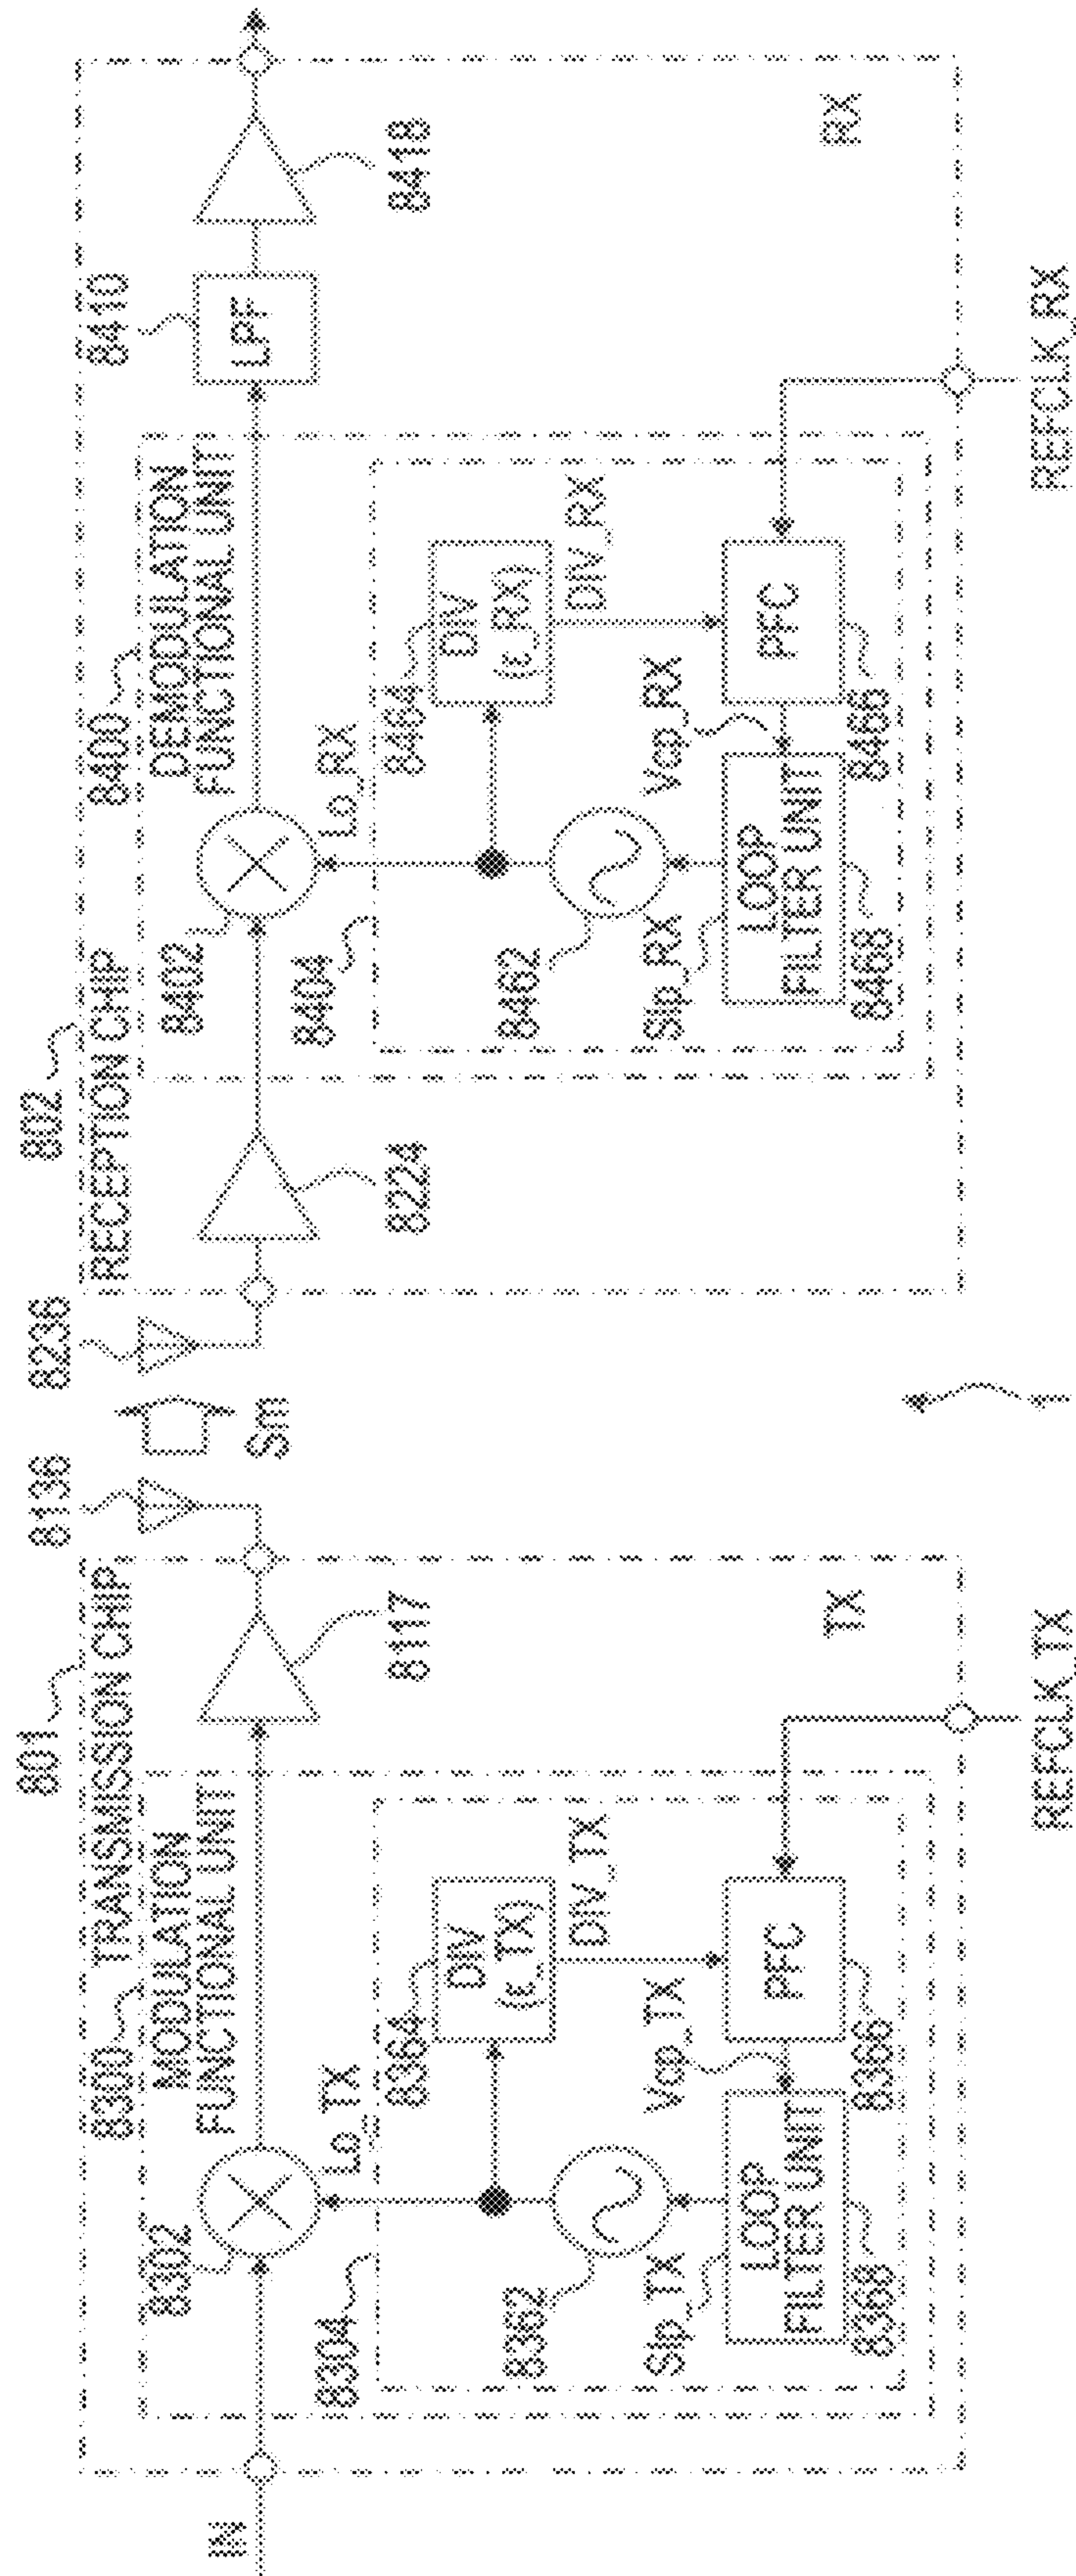 801
TRANSMISSION CHIP
8300
MODULATION
FUNCTIONAL UNIT
8302
IN
Lo_TX
8304
8364
DIV
(ε_TX)
DIV_TX
8362
Slp_TX
Vcp_TX
LOOP
FILTER UNIT
8368
PFC
8366
8117
TX
REFCLK_TX
8136
Sm
8236
1
802
RECEPTION CHIP
8224
8400
DEMODULATION
FUNCTIONAL UNIT
8402
Lo_RX
8404
8464
DIV
(ε_RX)
DIV_RX
8462
Slp_RX
Vcp_RX
LOOP
FILTER UNIT
8468
PFC
8466
8410
LPF
8418
RX
REFCLK_RX